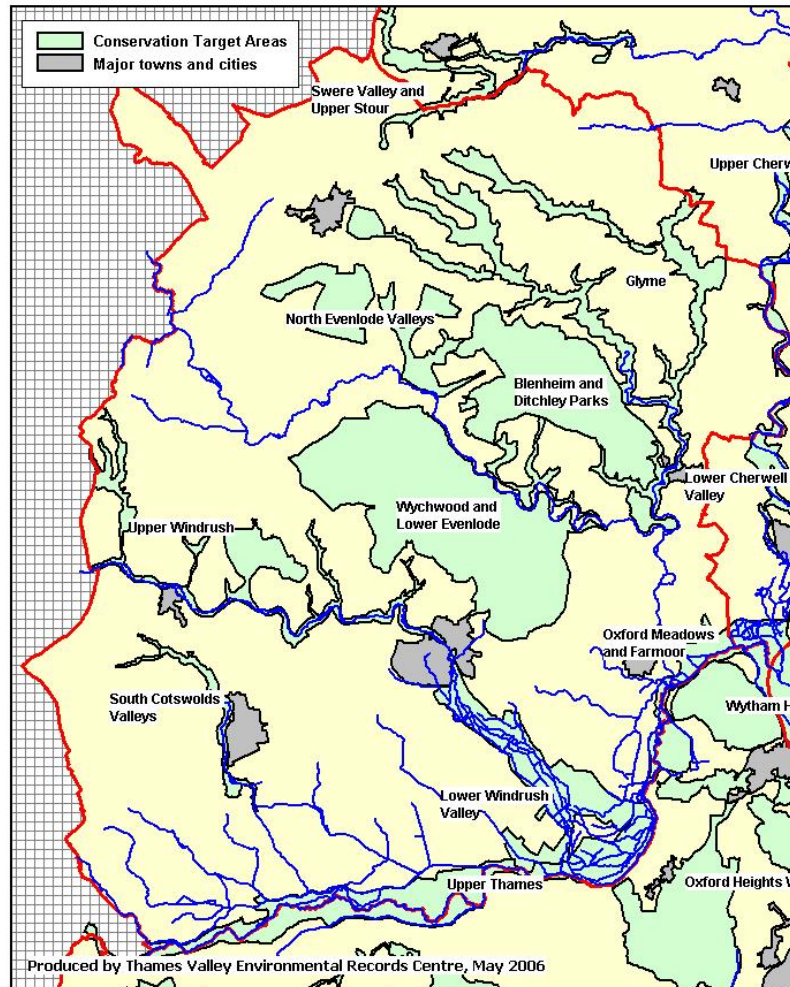 Conservation Target Areas
Major towns and cities
Swere Valley and
Upper Stour
Upper Cherw
Glyme
North Evenlode Valleys
Blenheim and
Ditchley Parks
Lower Cherwell
Valley
Wychwood and
Lower Evenlode
Upper Windrush
Oxford Meadows
and Farmoor
South Cotswolds
Valleys
Wytham H
Lower Windrush
Valley
Upper Thames
Oxford Heights W
Produced by Thames Valley Environmental Records Centre, May 2006